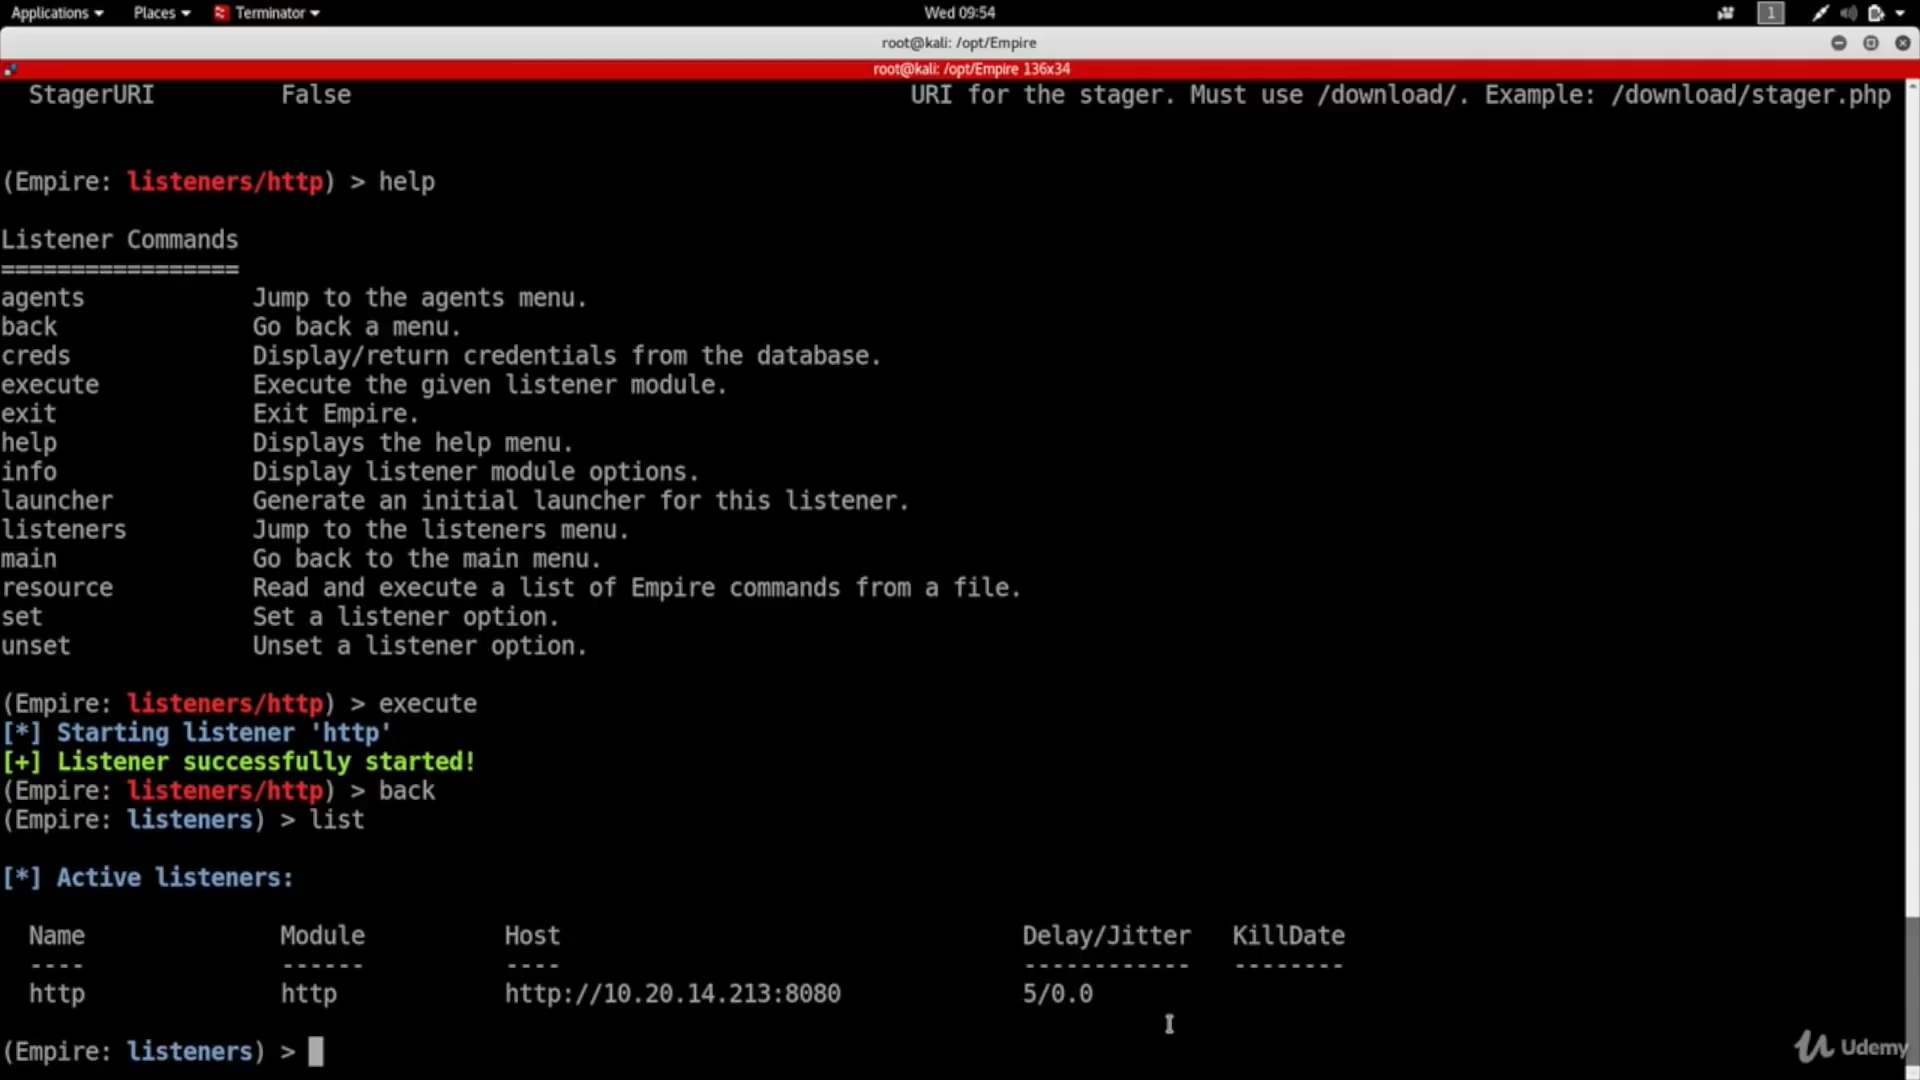 Applications Places Terminator Wed 09:54 1
root@kali: /opt/Empire
root@kali: /opt/Empire 136x34
StagerURI False URI for the stager. Must use /download/. Example: /download/stager.php
(Empire: listeners/http) > help
Listener Commands
=================
agents Jump to the agents menu.
back Go back a menu.
creds Display/return credentials from the database.
execute Execute the given listener module.
exit Exit Empire.
help Displays the help menu.
info Display listener module options.
launcher Generate an initial launcher for this listener.
listeners Jump to the listeners menu.
main Go back to the main menu.
resource Read and execute a list of Empire commands from a file.
set Set a listener option.
unset Unset a listener option.
(Empire: listeners/http) > execute
[*] Starting listener 'http'
[+] Listener successfully started!
(Empire: listeners/http) > back
(Empire: listeners) > list
[*] Active listeners:
Name Module Host Delay/Jitter KillDate
---- ------ ---- ------------ --------
http http http://10.20.14.213:8080 5/0.0
(Empire: listeners) >
Udemy